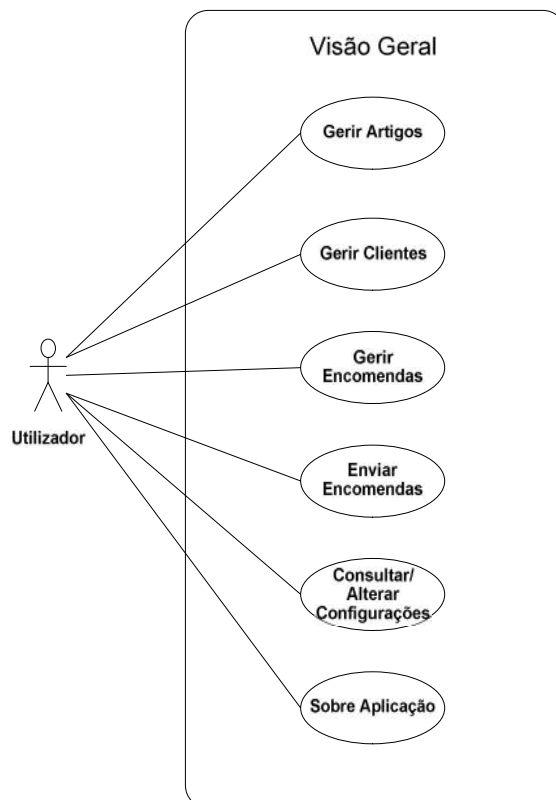 Visão Geral
Gerir Artigos
Gerir Clientes
Gerir
Encomendas
Utilizador
Enviar
Encomendas
Consultar/
Alterar
Configurações
Sobre Aplicação